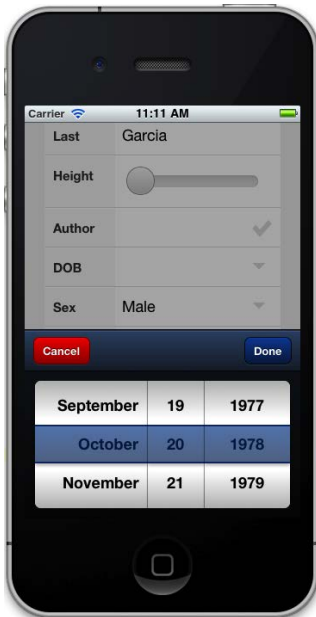 Carrier 11:11 AM
Last Garcia
Height
Author
DOB
Sex Male
Cancel Done
September 19 1977
October 20 1978
November 21 1979